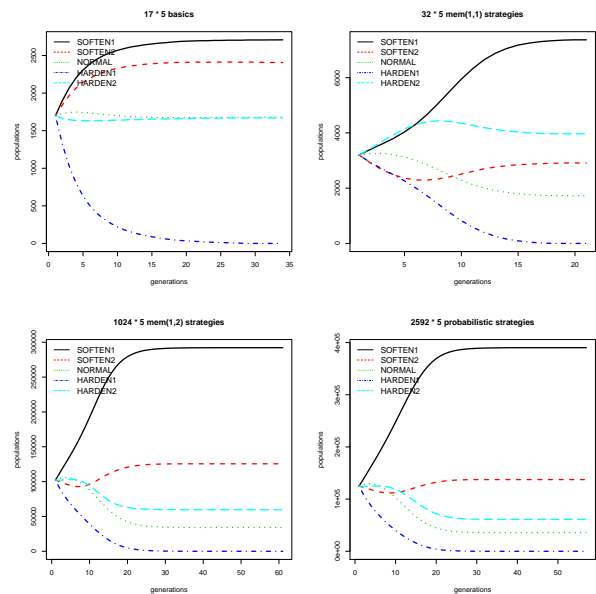 17 * 5 basics
SOFTEN1
SOFTEN2
NORMAL
HARDEN1
HARDEN2
populations
0 500 1000 1500 2000 2500
0 5 10 15 20 25 30 35
generations
32 * 5 mem(1,1) strategies
SOFTEN1
SOFTEN2
NORMAL
HARDEN1
HARDEN2
populations
0 2000 4000 6000
5 10 15 20
generations
1024 * 5 mem(1,2) strategies
SOFTEN1
SOFTEN2
NORMAL
HARDEN1
HARDEN2
populations
0 50000 100000 150000 200000 250000 300000
0 10 20 30 40 50 60
generations
2592 * 5 probabilistic strategies
SOFTEN1
SOFTEN2
NORMAL
HARDEN1
HARDEN2
populations
0e+00 1e+05 2e+05 3e+05 4e+05
0 10 20 30 40 50
generations